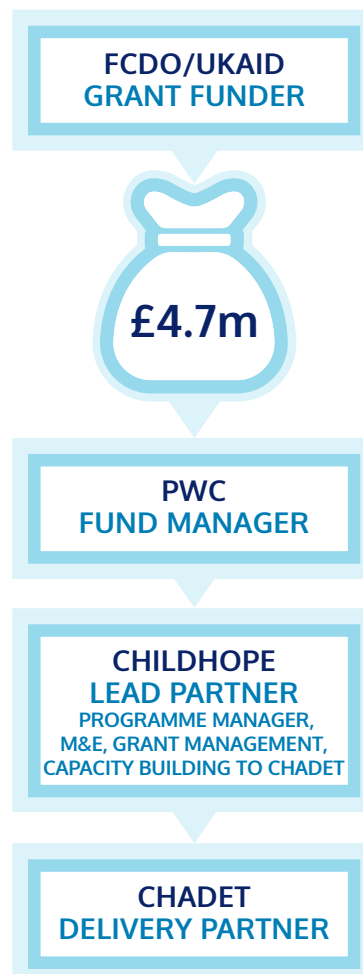 FCDO/UKAID
GRANT FUNDER
£4.7m
PWC
FUND MANAGER
CHILDHOPE
LEAD PARTNER
PROGRAMME MANAGER,
M&E, GRANT MANAGEMENT,
CAPACITY BUILDING TO CHADET
CHADET
DELIVERY PARTNER